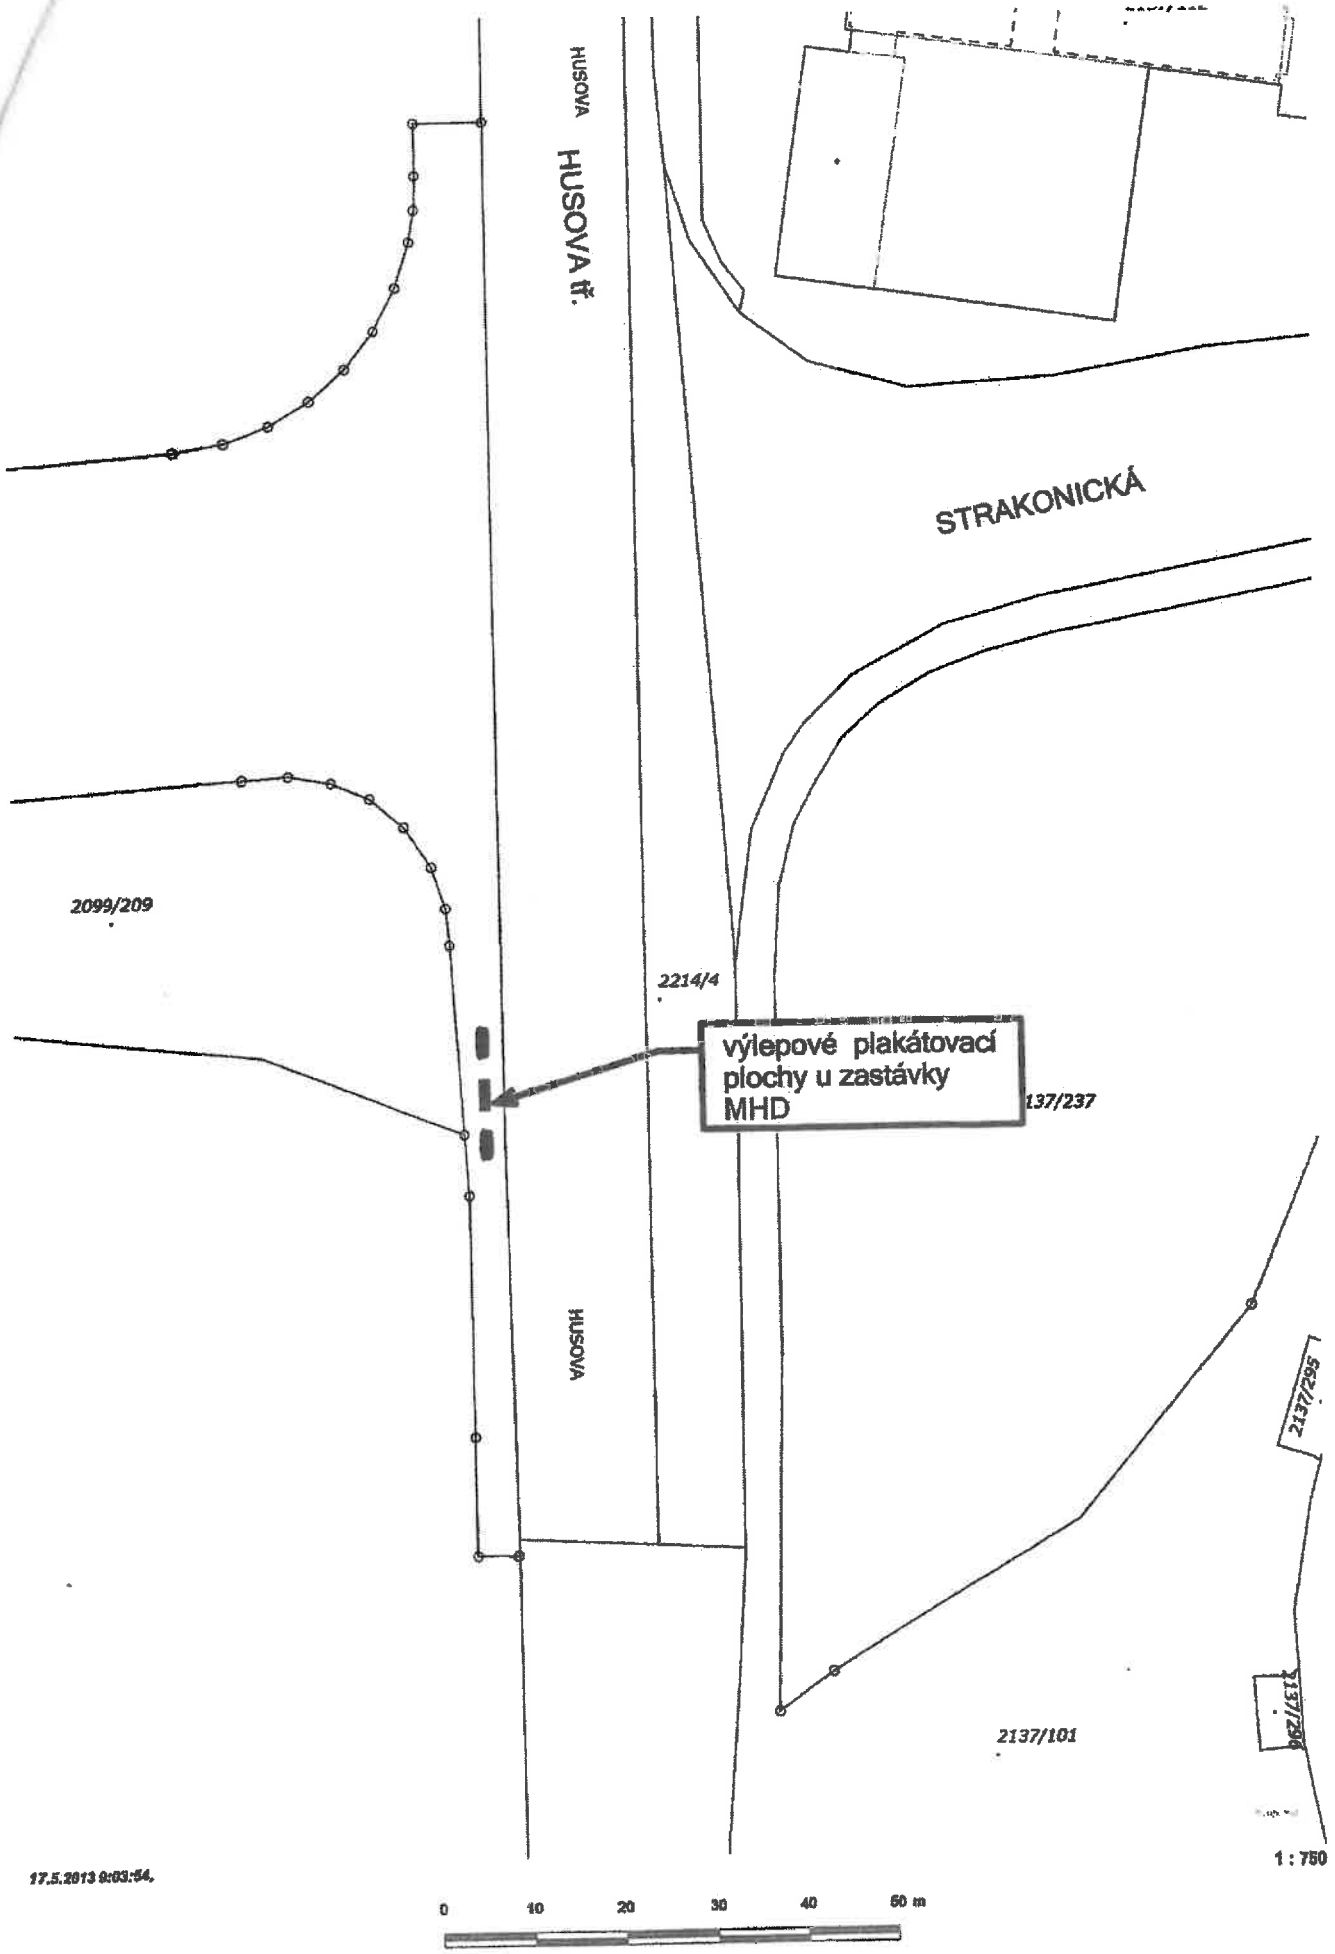 HUSOVA
HUSOVA tř.
STRAKONICKÁ
2099/209
2214/4
výlepové plakátovací
plochy u zastávky
MHD
137/237
HUSOVA
2137/295
2137/101
1 : 750
17.5.2013 9:03:54,
0 10 20 30 40 50 m